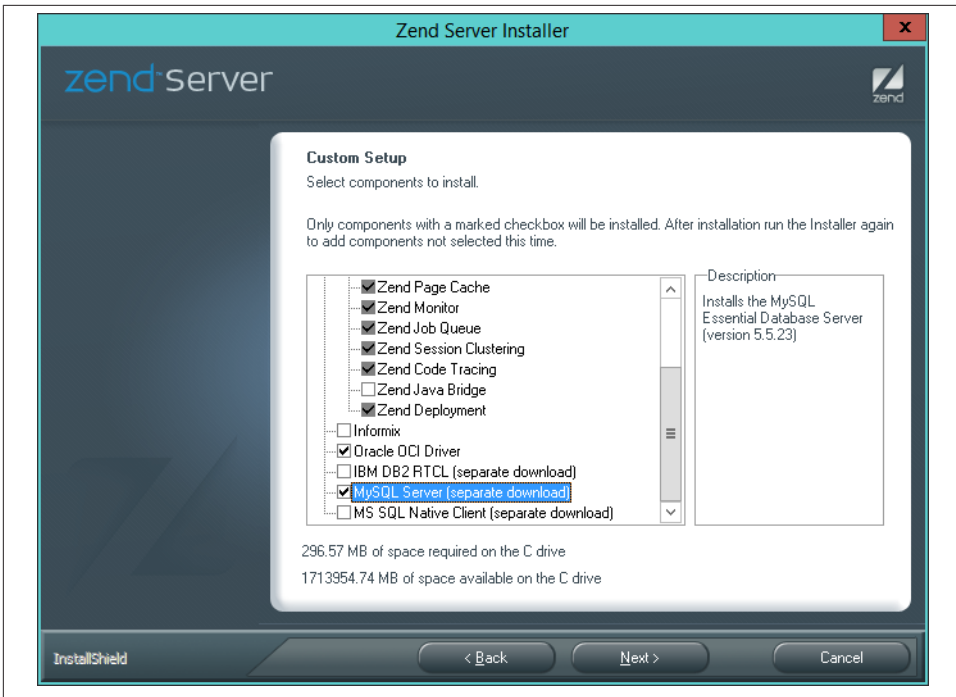 Zend Server Installer
x
zend server
zend
Custom Setup
Select components to install.
Only components with a marked checkbox will be installed. After installation run the Installer again
to add components not selected this time.
Zend Page Cache
Zend Monitor
Zend Job Queue
Zend Session Clustering
Zend Code Tracing
Zend Java Bridge
Zend Deployment
Informix
Oracle OCI Driver
IBM DB2 RTCL (separate download)
MySQL Server (separate download)
MS SQL Native Client (separate download)
Description
Installs the MySQL
Essential Database Server
(version 5.5.23)
296.57 MB of space required on the C drive
1713954.74 MB of space available on the C drive
InstallShield
< Back
Next >
Cancel